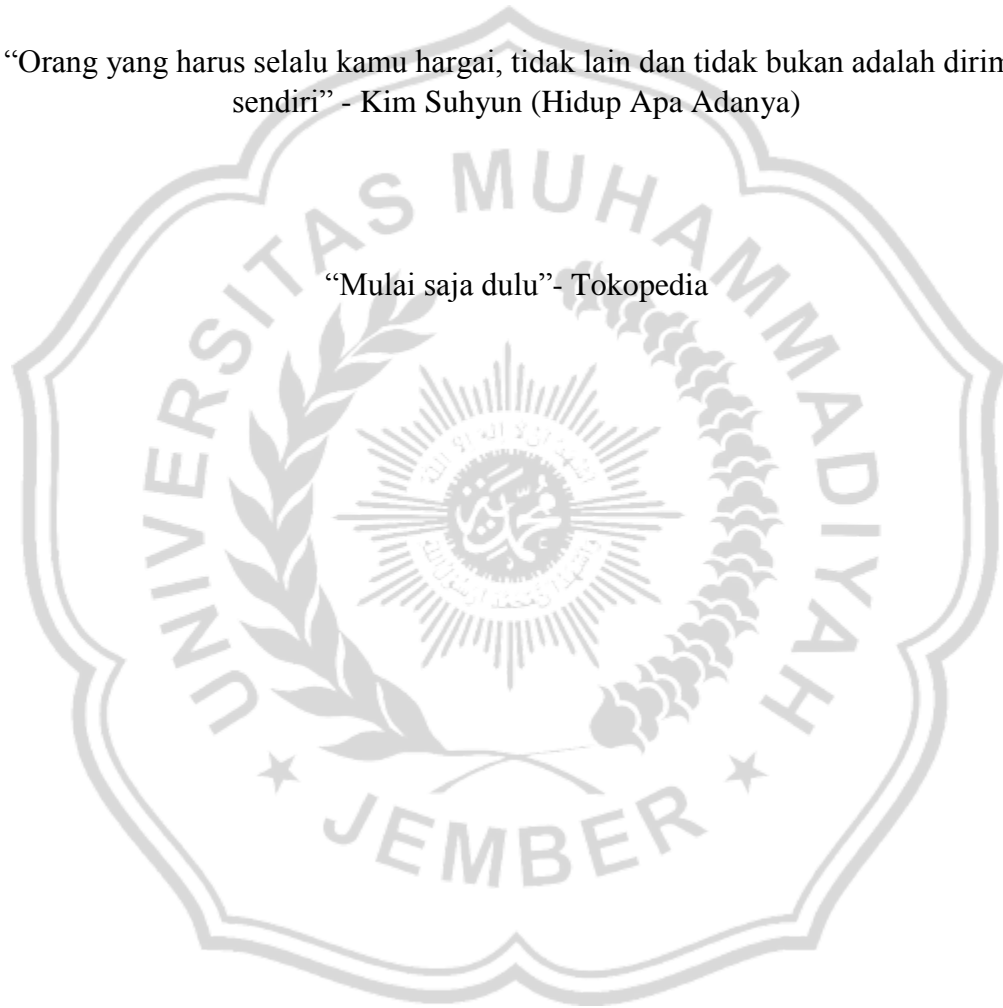 “Orang yang harus selalu kamu hargai, tidak lain dan tidak bukan adalah dirim
sendiri” - Kim Suhyun (Hidup Apa Adanya)
“Mulai saja dulu”- Tokopedia
UNIVERSITAS MUHAMMADIYAH
JEMBER